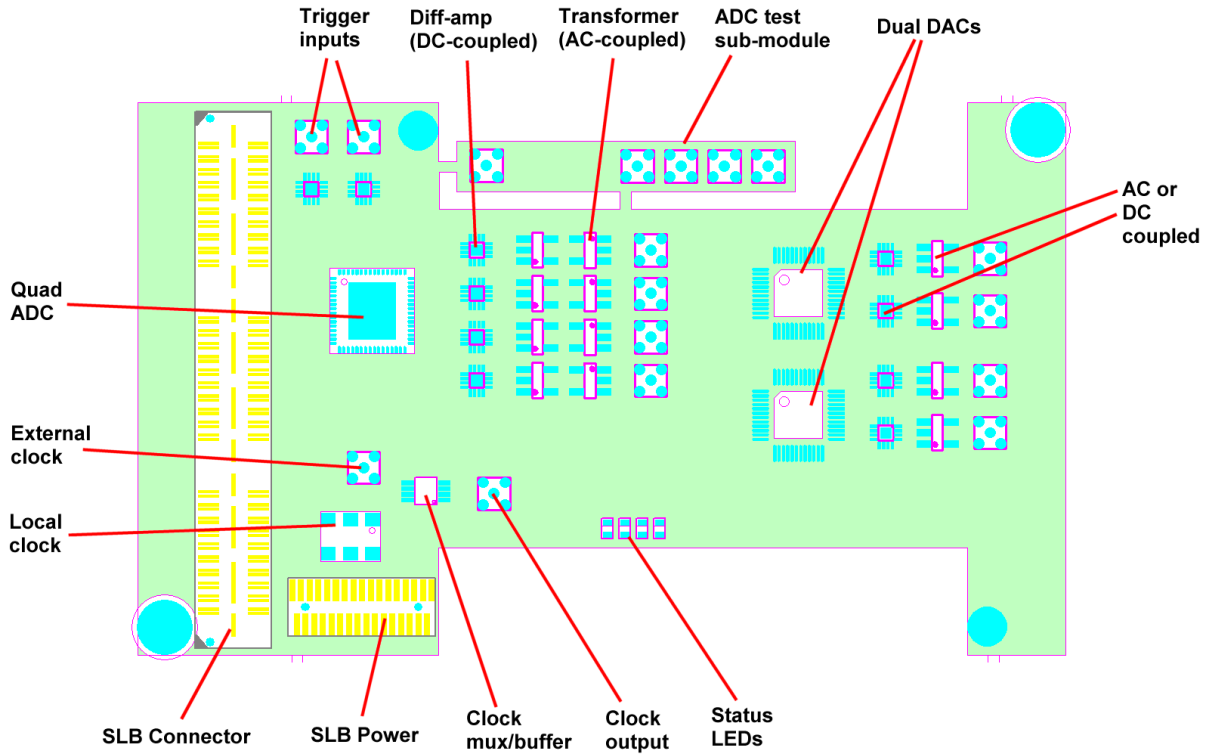 Trigger
inputs
Diff-amp
(DC-coupled)
Transformer
(AC-coupled)
ADC test
sub-module
Dual DACs
AC or
DC
coupled
Quad
ADC
External
clock
Local
clock
SLB Connector
SLB Power
Clock
mux/buffer
Clock
output
Status
LEDs